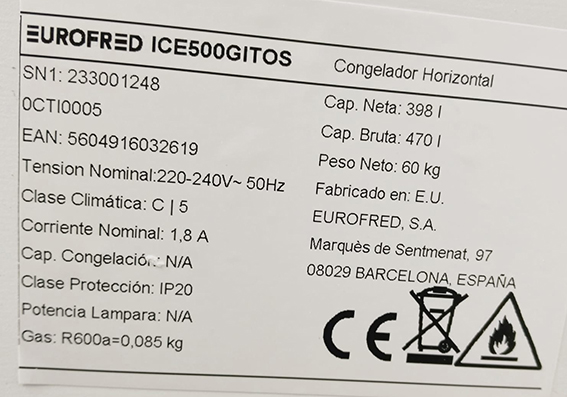 EUROFRED ICE500GITOS
SN1: 233001248
0CTI0005
EAN: 5604916032619
Tension Nominal:220-240V~ 50Hz
Clase Climática: C | 5
Corriente Nominal: 1,8 A
Cap. Congelación: N/A
Clase Protección: IP20
Potencia Lampara: N/A
Gas: R600a=0,085 kg
Congelador Horizontal
Cap. Neta: 398 l
Cap. Bruta: 470 l
Peso Neto: 60 kg
Fabricado en: E.U.
EUROFRED, S.A.
Marquès de Sentmenat, 97
08029 BARCELONA, ESPAÑA
CE